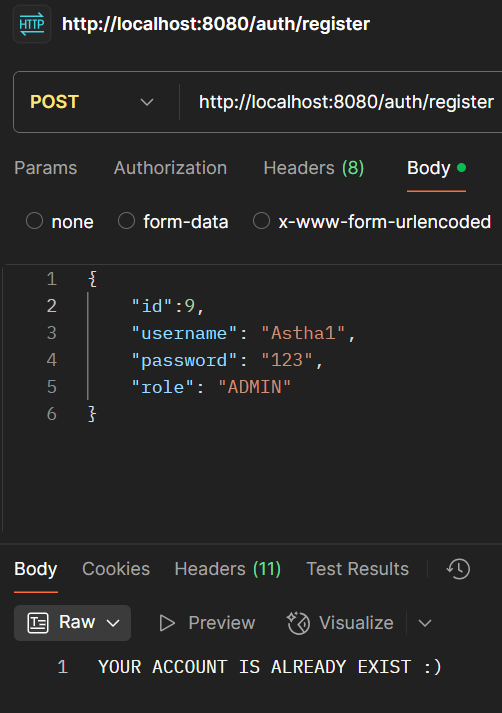 HTTP http://localhost:8080/auth/register
POST http://localhost:8080/auth/register
Params Authorization Headers (8) Body
none form-data x-www-form-urlencoded
1 {
2 "id":9,
3 "username": "Astha1",
4 "password": "123",
5 "role": "ADMIN"
6 }
Body Cookies Headers (11) Test Results
Raw Preview Visualize
1 YOUR ACCOUNT IS ALREADY EXIST :)